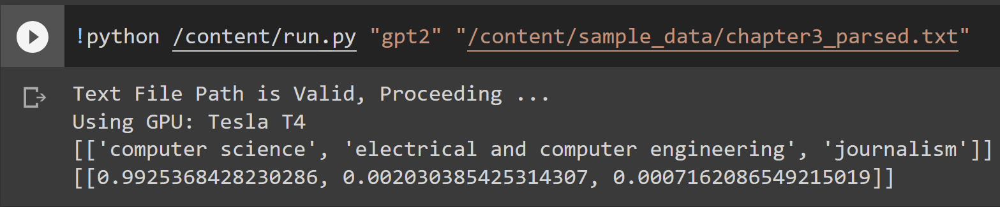 !python /content/run.py "gpt2" "/content/sample_data/chapter3_parsed.txt"
Text File Path is Valid, Proceeding ...
Using GPU: Tesla T4
[['computer science', 'electrical and computer engineering', 'journalism']]
[[0.9925368428230286, 0.002030385425314307, 0.0007162086549215019]]